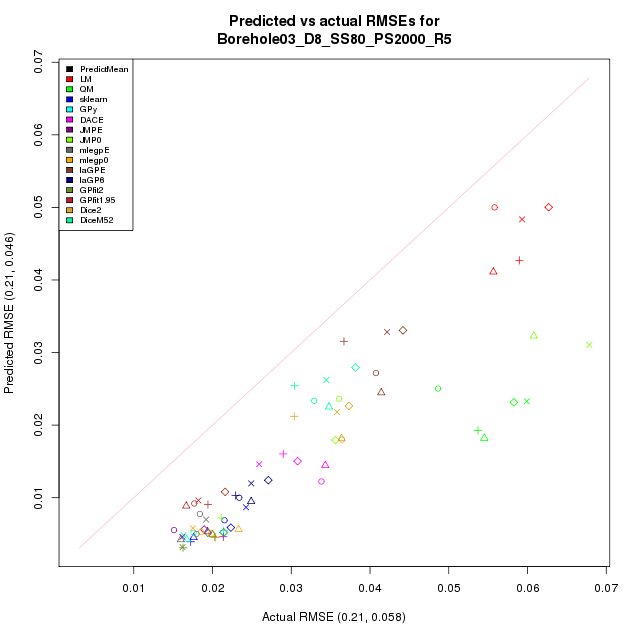 Predicted vs actual RMSEs for
Borehole03_D8_SS80_PS2000_R5
PredictMean
LM
QM
sklearn
GPy
DACE
JMPE
JMP0
mlegpE
mlegp0
laGPE
laGP6
GPfit2
GPfit1.95
Dice2
DiceM52
Predicted RMSE (0.21, 0.046)
0.07
0.06
0.05
0.04
0.03
0.02
0.01
0.01 0.02 0.03 0.04 0.05 0.06 0.07
Actual RMSE (0.21, 0.058)